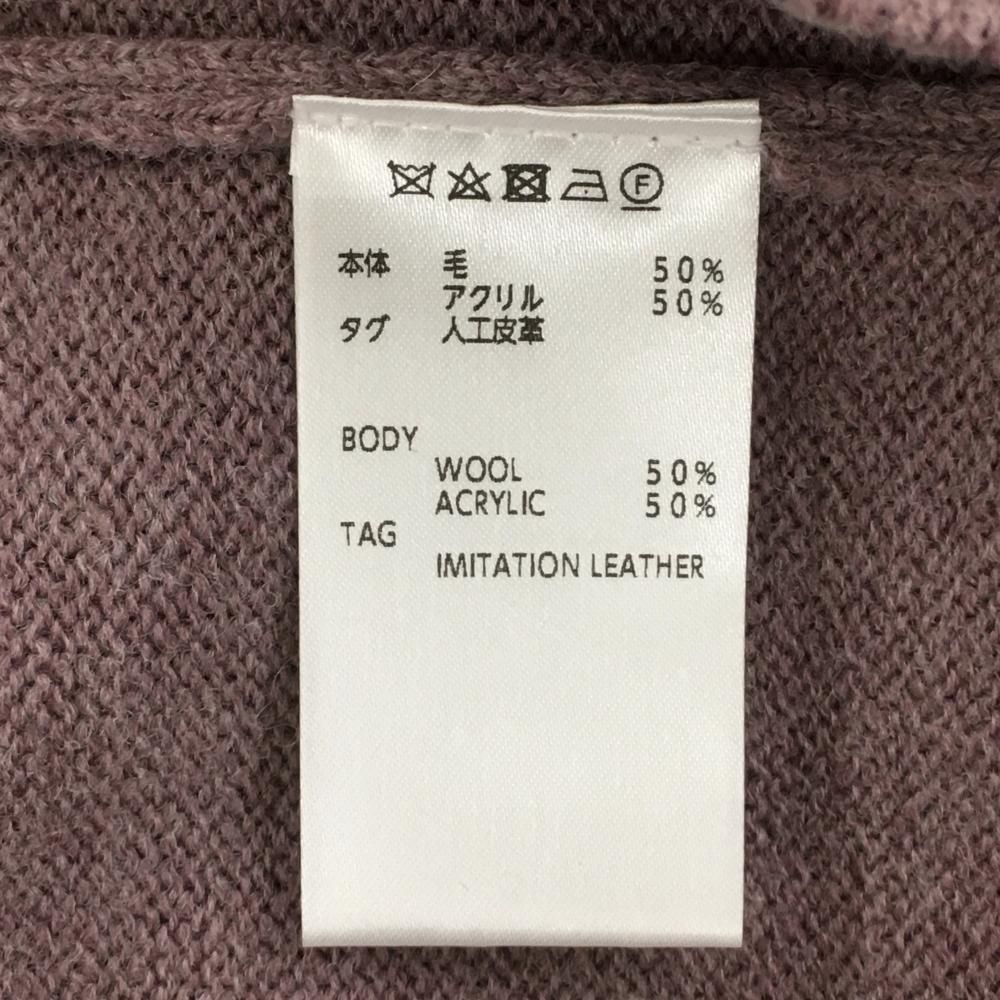 F
本体 毛 50%
アクリル 50%
タグ 人工皮革
BODY
WOOL 50%
ACRYLIC 50%
TAG
IMITATION LEATHER